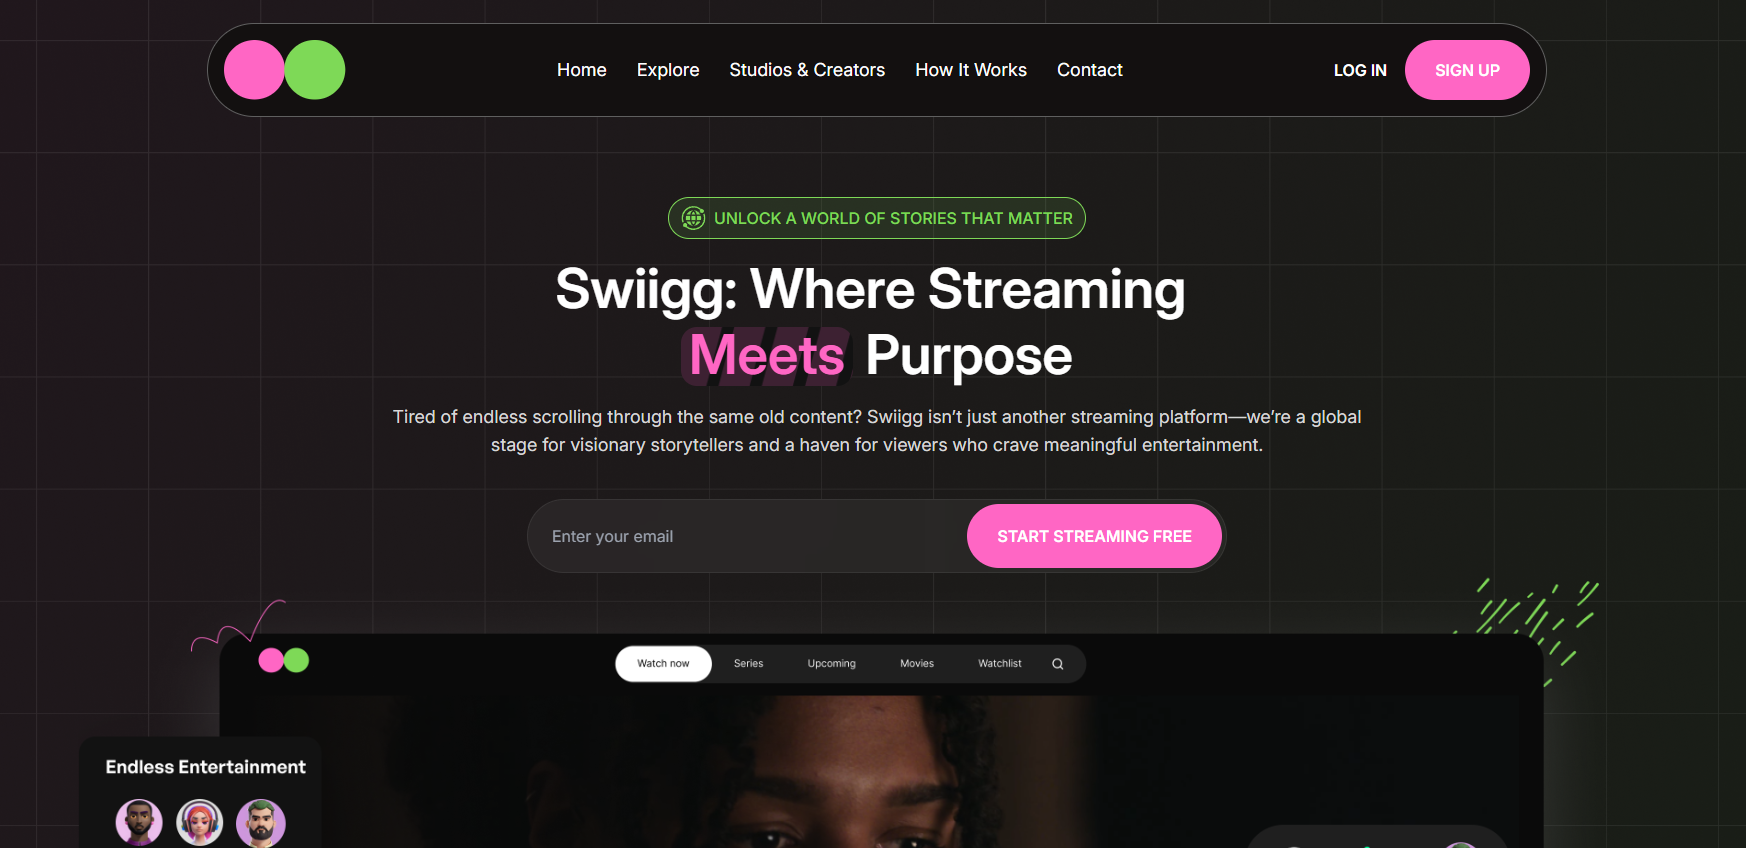 Home
Explore
Studios & Creators
How It Works
Contact
LOG IN
SIGN UP
UNLOCK A WORLD OF STORIES THAT MATTER
Swiigg: Where Streaming
Meets Purpose
Tired of endless scrolling through the same old content? Swiigg isn’t just another streaming platform—we’re a global
stage for visionary storytellers and a haven for viewers who crave meaningful entertainment.
Enter your email
START STREAMING FREE
Watch now
Series
Upcoming
Movies
Watchlist
Endless Entertainment